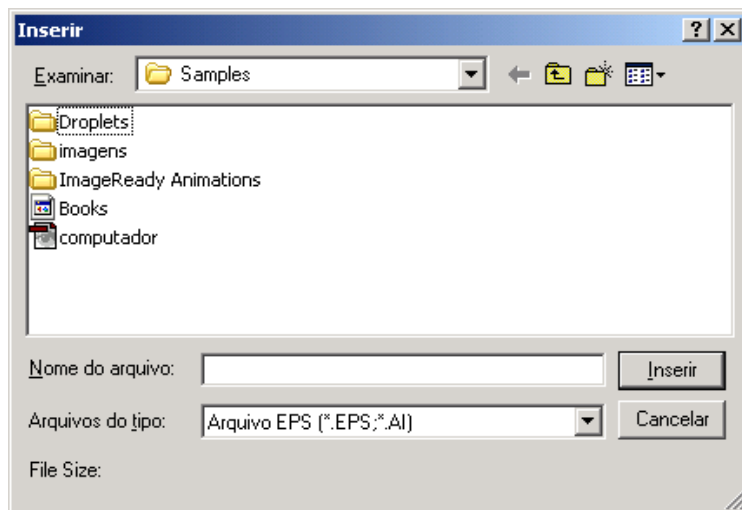 Inserir
Examinar: Samples
Droplets
imagens
ImageReady Animations
Books
computador
Nome do arquivo: Inserir
Arquivos do tipo: Arquivo EPS (*.EPS;*.AI) Cancelar
File Size: